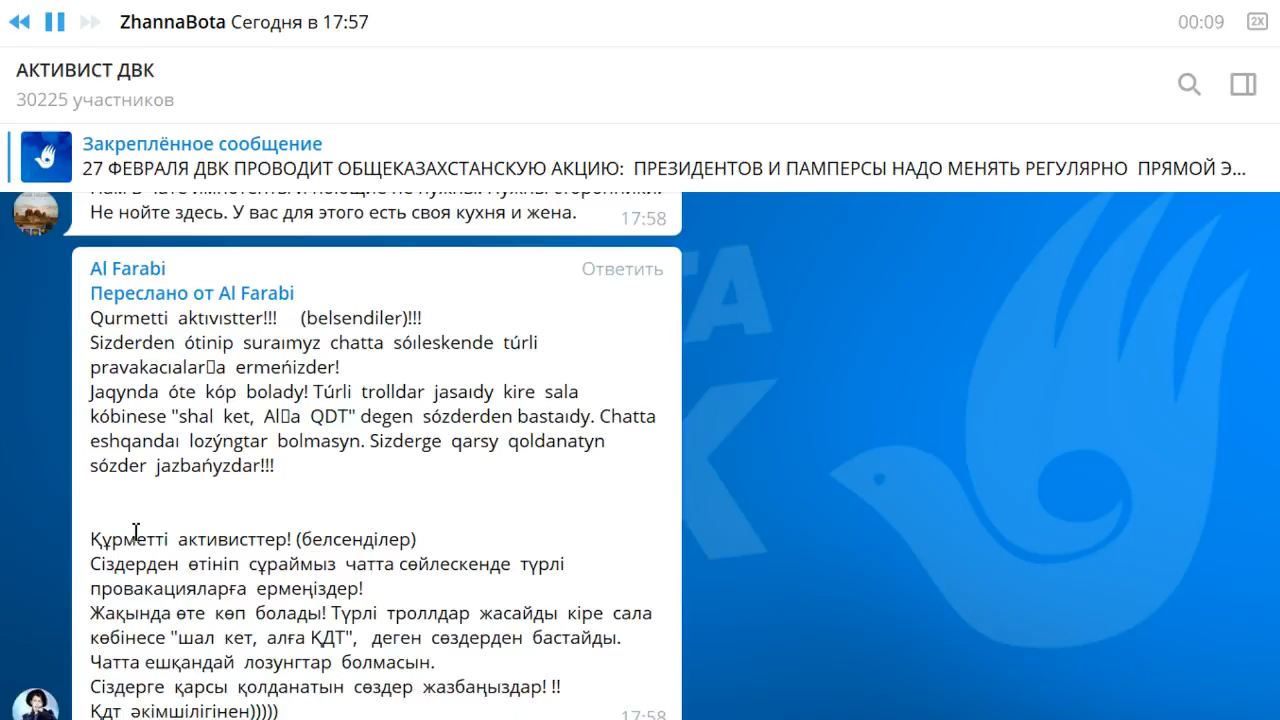 ZhannaBota Сегодня в 17:57
00:09
2X
АКТИВИСТ ДВК
30225 участников
Закреплённое сообщение
27 ФЕВРАЛЯ ДВК ПРОВОДИТ ОБЩЕКАЗАХСТАНСКУЮ АКЦИЮ: ПРЕЗИДЕНТОВ И ПАМПЕРСЫ НАДО МЕНЯТЬ РЕГУЛЯРНО ПРЯМОЙ Э...
Не нойте здесь. У вас для этого есть своя кухня и жена.
17:58
Al Farabi
Ответить
Переслано от Al Farabi
Qurmetti aktıvıstter!!! (belsendiler)!!!
Sizderden ótinip suraımyz chatta sóıleskende túrli
pravakacıalar▯a ermeńizder!
Jaqynda óte kóp bolady! Túrli trolldar jasaıdy kire sala
kóbinese "shal ket, Al▯a QDT" degen sózderden bastaıdy. Chatta
eshqandaı lozýngtar bolmasyn. Sizderge qarsy qoldanatyn
sózder jazbańyzdar!!!
Құрметті активисттер! (белсенділер)
Сіздерден өтініп сұраймыз чатта сөйлескенде түрлі
провакацияларға ермеңіздер!
Жақында өте көп болады! Түрлі троллдар жасайды кіре сала
көбінесе "шал кет, алға ҚДТ", деген сөздерден бастайды.
Чатта ешқандай лозунгтар болмасын.
Сіздерге қарсы қолданатын сөздер жазбаңыздар! !!
Қдт әкімшілігінен)))))
17:58